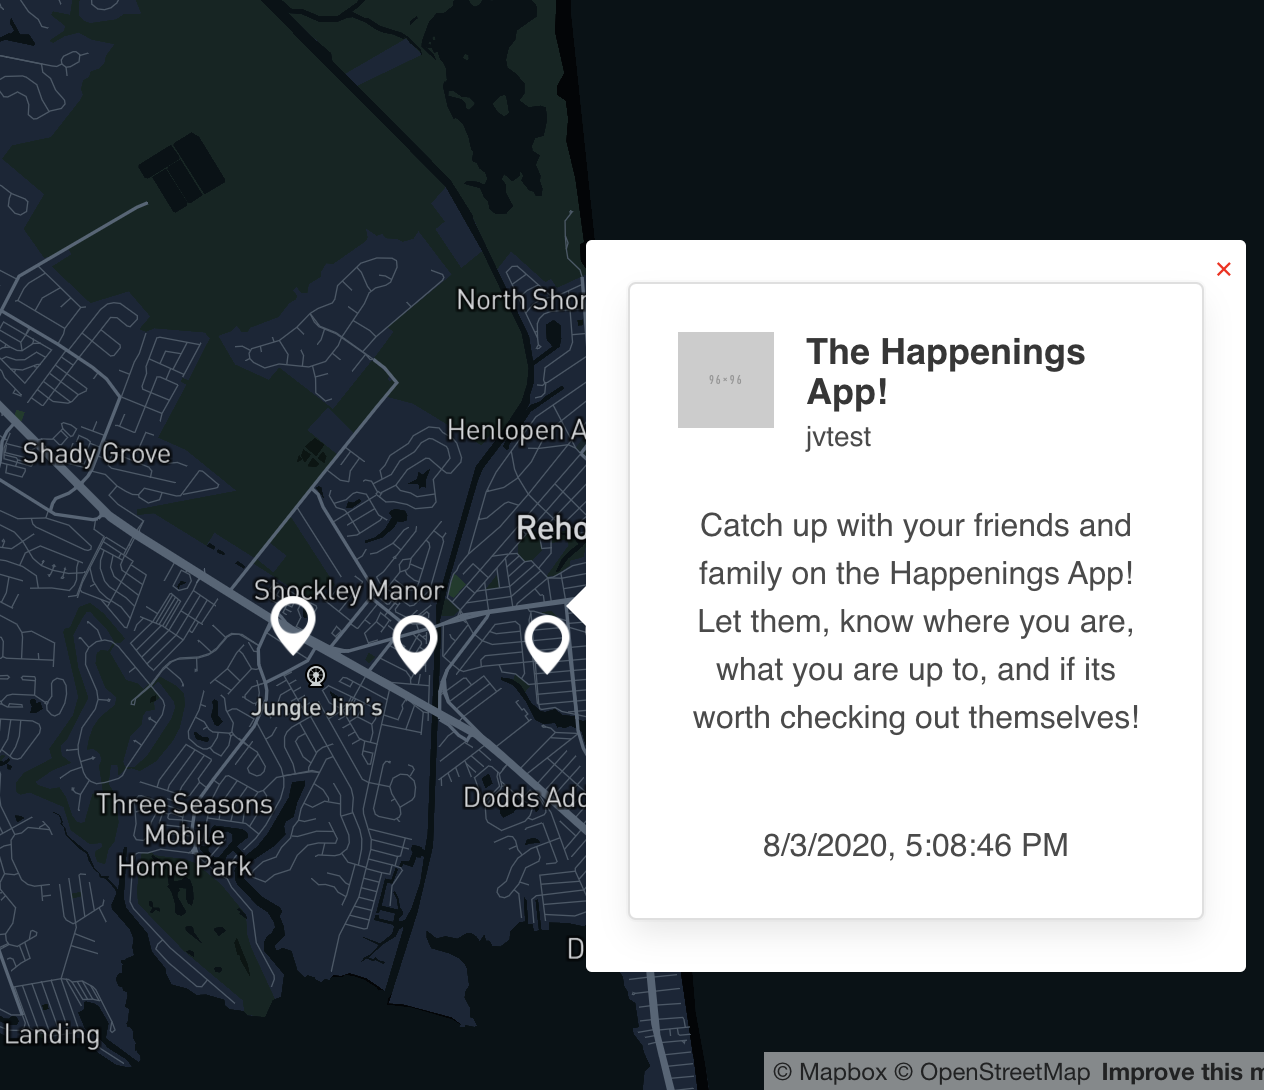 North Shor
×
The Happenings
App!
96×96
jvtest
Henlopen A
Shady Grove
Reho
Catch up with your friends and
family on the Happenings App!
Let them, know where you are,
what you are up to, and if its
worth checking out themselves!
Shockley Manor
Jungle Jim's
Three Seasons
Mobile
Home Park
Dodds Add
8/3/2020, 5:08:46 PM
D
Landing
© Mapbox © OpenStreetMap Improve this m